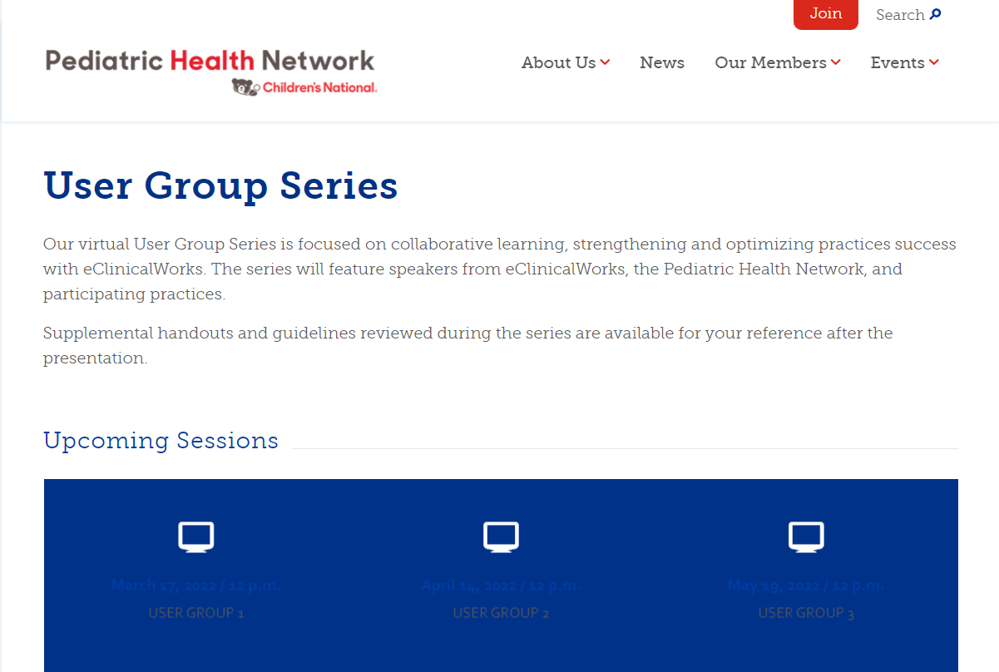 Join
Search
Pediatric Health Network
Children's National.
About Us
News
Our Members
Events
User Group Series
Our virtual User Group Series is focused on collaborative learning, strengthening and optimizing practices success
with eClinicalWorks. The series will feature speakers from eClinicalWorks, the Pediatric Health Network, and
participating practices.
Supplemental handouts and guidelines reviewed during the series are available for your reference after the
presentation.
Upcoming Sessions
March 17, 2022 / 12 p.m.
USER GROUP 1
April 14, 2022 / 12 p.m.
USER GROUP 2
May 19, 2022 / 12 p.m.
USER GROUP 3